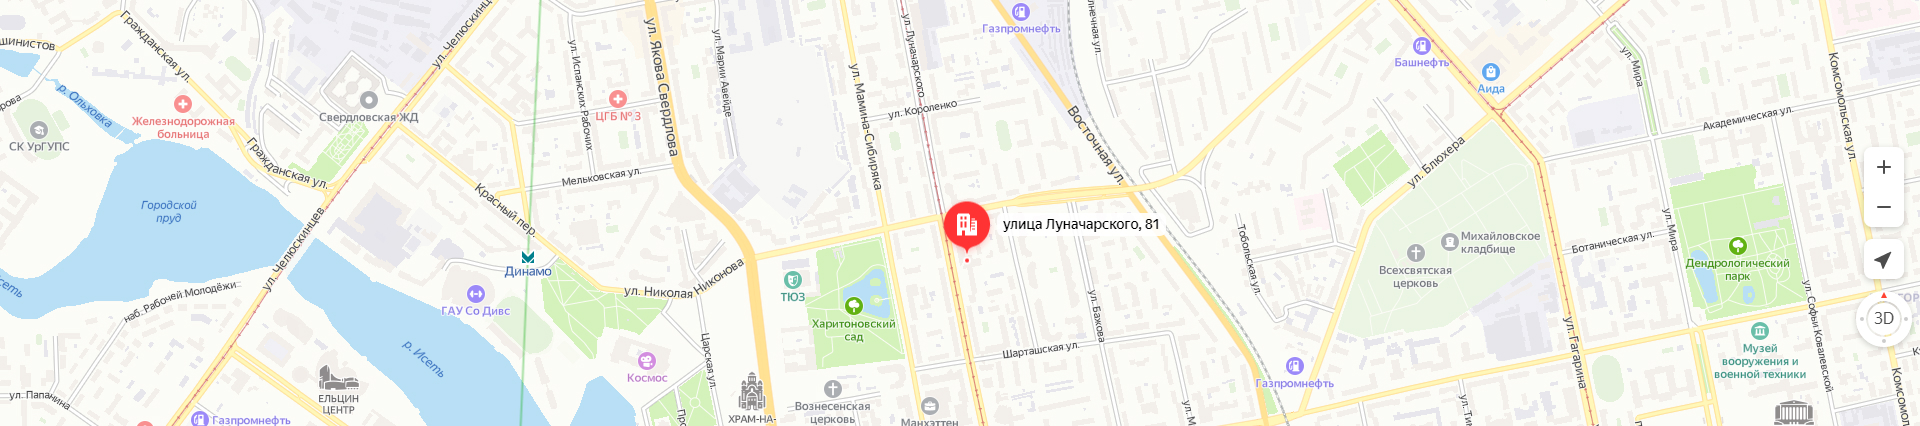 шинистов
Гражданская ул.
ул. Челюскинцев
р. Ольховка
СК УрГУПС
Железнодорожная
больница
Гражданская ул.
Свердловская ЖД
ул. Испанских Рабочих
ЦГБ № 3
ул. Якова Свердлова
ул. Марии Авейде
Мельковская ул.
Красный пер.
Городской
пруд
ул. Челюскинцев
наб. Рабочей Молодёжи
Динамо
ГАУ Со Дивс
р. Исеть
ул. Николая Никонова
Космос
Царская ул.
ЕЛЬЦИН
ЦЕНТР
ул. Папанина
Газпромнефть
ХРАМ-НА-
ТЮЗ
Харитоновский
сад
Вознесенская
церковь
Манхэттен
ул. Мамина-Сибиряка
ул. Луначарского
ул. Короленко
Газпромнефть
Восточная ул.
улица Луначарского, 81
ул. Бажова
Шарташская ул.
Тобольская ул.
Газпромнефть
Башнефть
Аида
ул. Блюхера
Михайловское
кладбище
Всехсвятская
церковь
ул. Мира
Академическая ул.
Комсомольская ул.
Ботаническая ул.
ул. Мира
Дендрологический
парк
ул. Гагарина
ул. Софьи Ковалевской
Музей
вооружения и
военной техники
3D